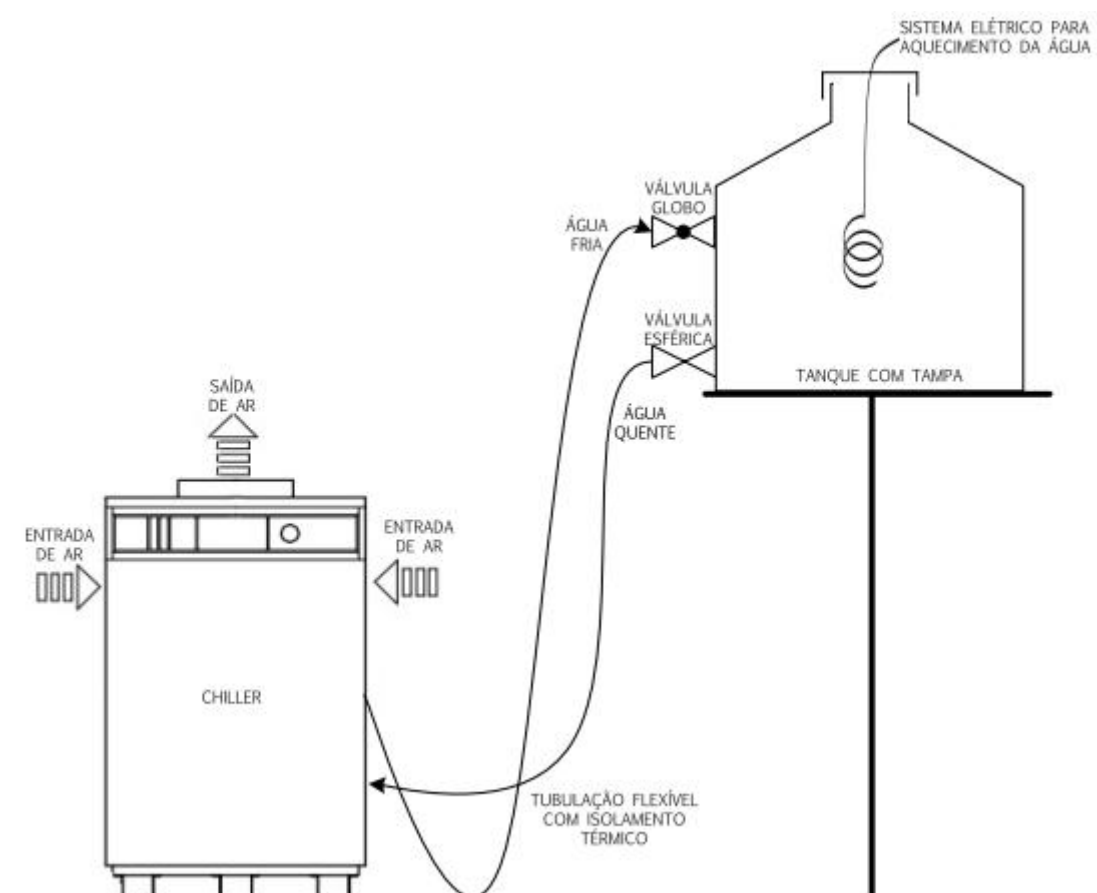 SISTEMA ELÉTRICO PARA
AQUECIMENTO DA ÁGUA
VÁLVULA
GLOBO
ÁGUA
FRIA
VÁLVULA
ESFÉRICA
TANQUE COM TAMPA
ÁGUA
QUENTE
SAÍDA
DE AR
ENTRADA
DE AR
ENTRADA
DE AR
CHILLER
TUBULAÇÃO FLEXÍVEL
COM ISOLAMENTO
TÉRMICO